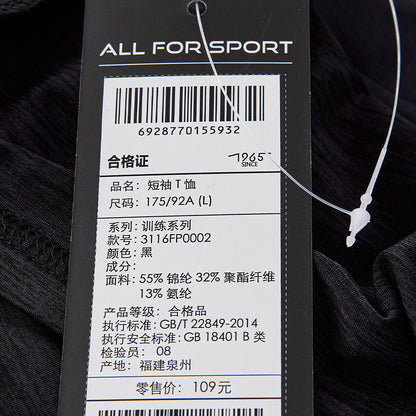 ALL FOR SPORT
6928770155932
合格证
1965
SINCE
品名: 短袖T恤
尺码: 175/92A (L)
系列: 训练系列
款号: 3116FP0002
颜色: 黑
成分:
面料: 55% 锦纶 32% 聚酯纤维
13% 氨纶
产品等级: 合格品
执行标准: GB/T 22849-2014
执行安全标准: GB 18401 B 类
检验员: 08
产地: 福建泉州
零售价: 109元